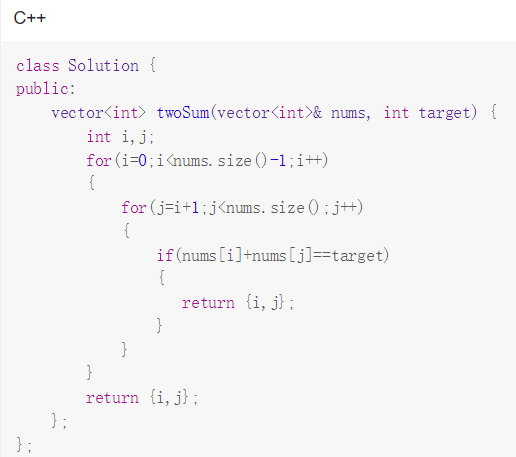 C++
class Solution {
public:
    vector<int> twoSum(vector<int>& nums, int target) {
        int i,j;
        for(i=0;i<nums.size()-1;i++)
        {
            for(j=i+1;j<nums.size();j++)
            {
                if(nums[i]+nums[j]==target)
                {
                   return {i,j};
                }
            }
        }
        return {i,j};
    };
};